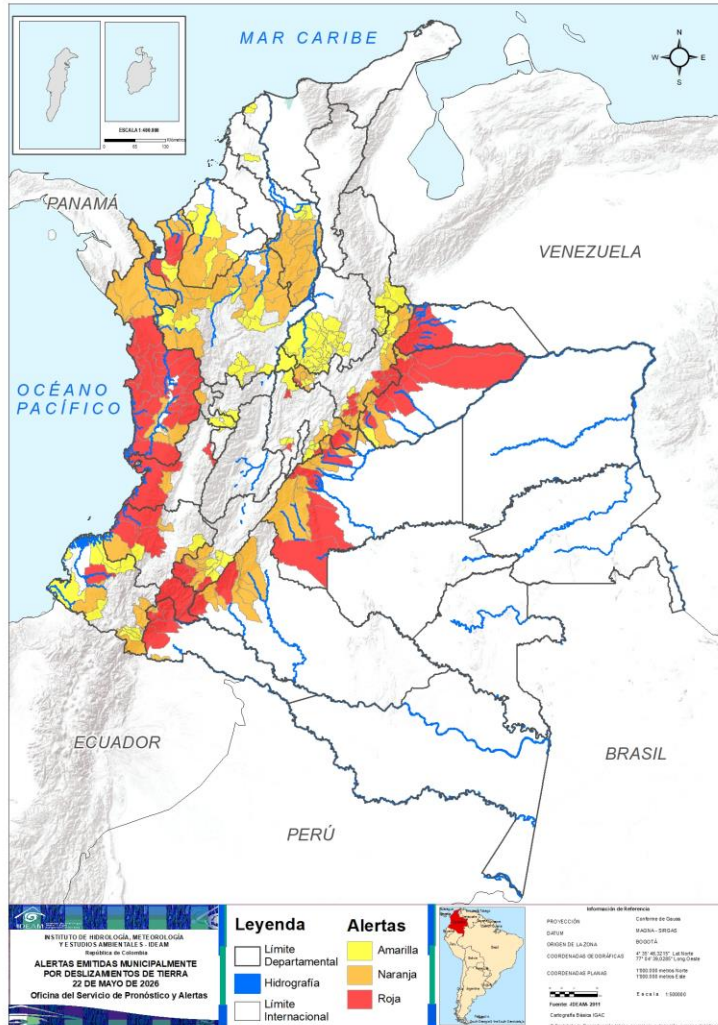 MAR CARIBE
W
N
E
S
ESCALA 1:400.000
PANAMÁ
VENEZUELA
OCÉANO
PACÍFICO
ECUADOR
BRASIL
PERÚ
IDEAM
INSTITUTO DE HIDROLOGÍA, METEOROLOGÍA
Y ESTUDIOS AMBIENTALES - IDEAM
República de Colombia
ALERTAS EMITIDAS MUNICIPALMENTE
POR DESLIZAMIENTOS DE TIERRA
22 DE MAYO DE 2026
Oficina del Servicio de Pronóstico y Alertas
Leyenda
Límite
Departamental
Hidrografía
Límite
Internacional
Alertas
Amarilla
Naranja
Roja
Información de Referencia
PROYECCIÓN
Conforme de Gauss
DATUM
MAGNA - SIRGAS
ORIGEN DE LA ZONA
BOGOTÁ
COORDENADAS GEOGRÁFICAS
COORDENADAS PLANAS
1'000.000 metros Norte
1'000.000 metros Este
Fuente: IDEAM- 2011
Cartografía Básica IGAC